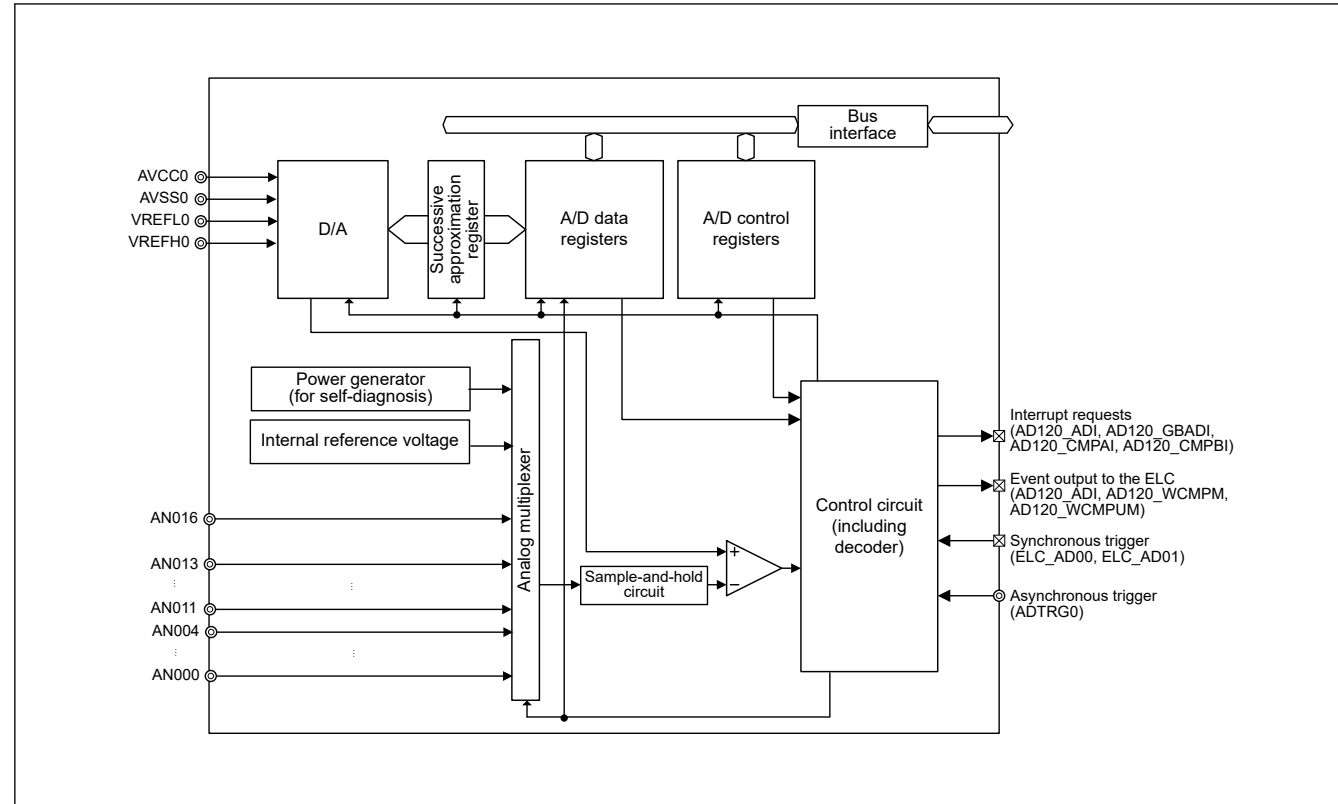 Bus
interface
AVCC0
AVSS0
VREFL0
VREFH0
D/A
Successive
approximation
register
A/D data
registers
A/D control
registers
Power generator
(for self-diagnosis)
Internal reference voltage
Analog multiplexer
AN016
AN013
⋮
⋮
AN011
AN004
⋮
⋮
AN000
Sample-and-hold
circuit
+
−
Control circuit
(including
decoder)
Interrupt requests
(AD120_ADI, AD120_GBADI,
AD120_CMPAI, AD120_CMPBI)
Event output to the ELC
(AD120_ADI, AD120_WCMPM,
AD120_WCMPUM)
Synchronous trigger
(ELC_AD00, ELC_AD01)
Asynchronous trigger
(ADTRG0)